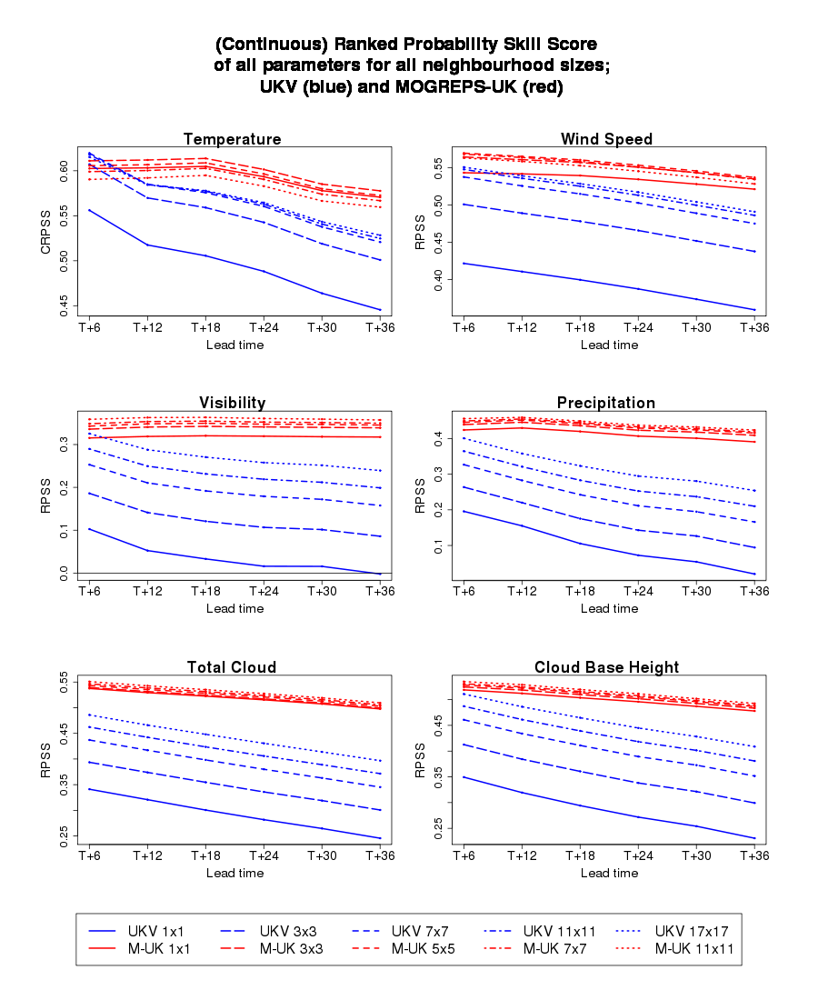 (Continuous) Ranked Probability Skill Score
of all parameters for all neighbourhood sizes;
UKV (blue) and MOGREPS-UK (red)
Temperature
CRPSS
0.60
0.55
0.50
0.45
T+6 T+12 T+18 T+24 T+30 T+36
Lead time
Wind Speed
RPSS
0.55
0.50
0.45
0.40
T+6 T+12 T+18 T+24 T+30 T+36
Lead time
Visibility
RPSS
0.3
0.2
0.1
0.0
T+6 T+12 T+18 T+24 T+30 T+36
Lead time
Precipitation
RPSS
0.4
0.3
0.2
0.1
T+6 T+12 T+18 T+24 T+30 T+36
Lead time
Total Cloud
RPSS
0.55
0.45
0.35
0.25
T+6 T+12 T+18 T+24 T+30 T+36
Lead time
Cloud Base Height
RPSS
0.45
0.35
0.25
T+6 T+12 T+18 T+24 T+30 T+36
Lead time
UKV 1x1 UKV 3x3 UKV 7x7 UKV 11x11 UKV 17x17
M-UK 1x1 M-UK 3x3 M-UK 5x5 M-UK 7x7 M-UK 11x11